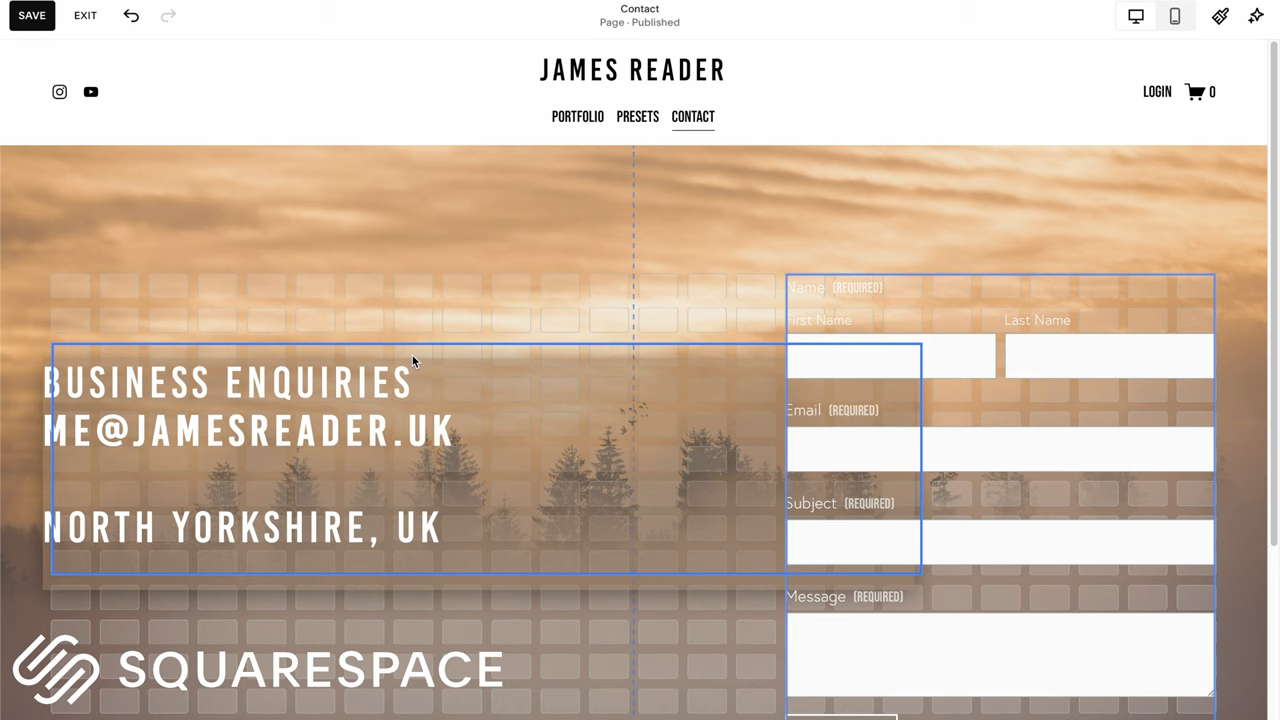 SAVE
EXIT
Contact
Page · Published
JAMES READER
PORTFOLIO PRESETS CONTACT
LOGIN 0
Name (REQUIRED)
First Name
Last Name
BUSINESS ENQUIRIES
ME@JAMESREADER.UK
NORTH YORKSHIRE, UK
Email (REQUIRED)
Subject (REQUIRED)
Message (REQUIRED)
SQUARESPACE